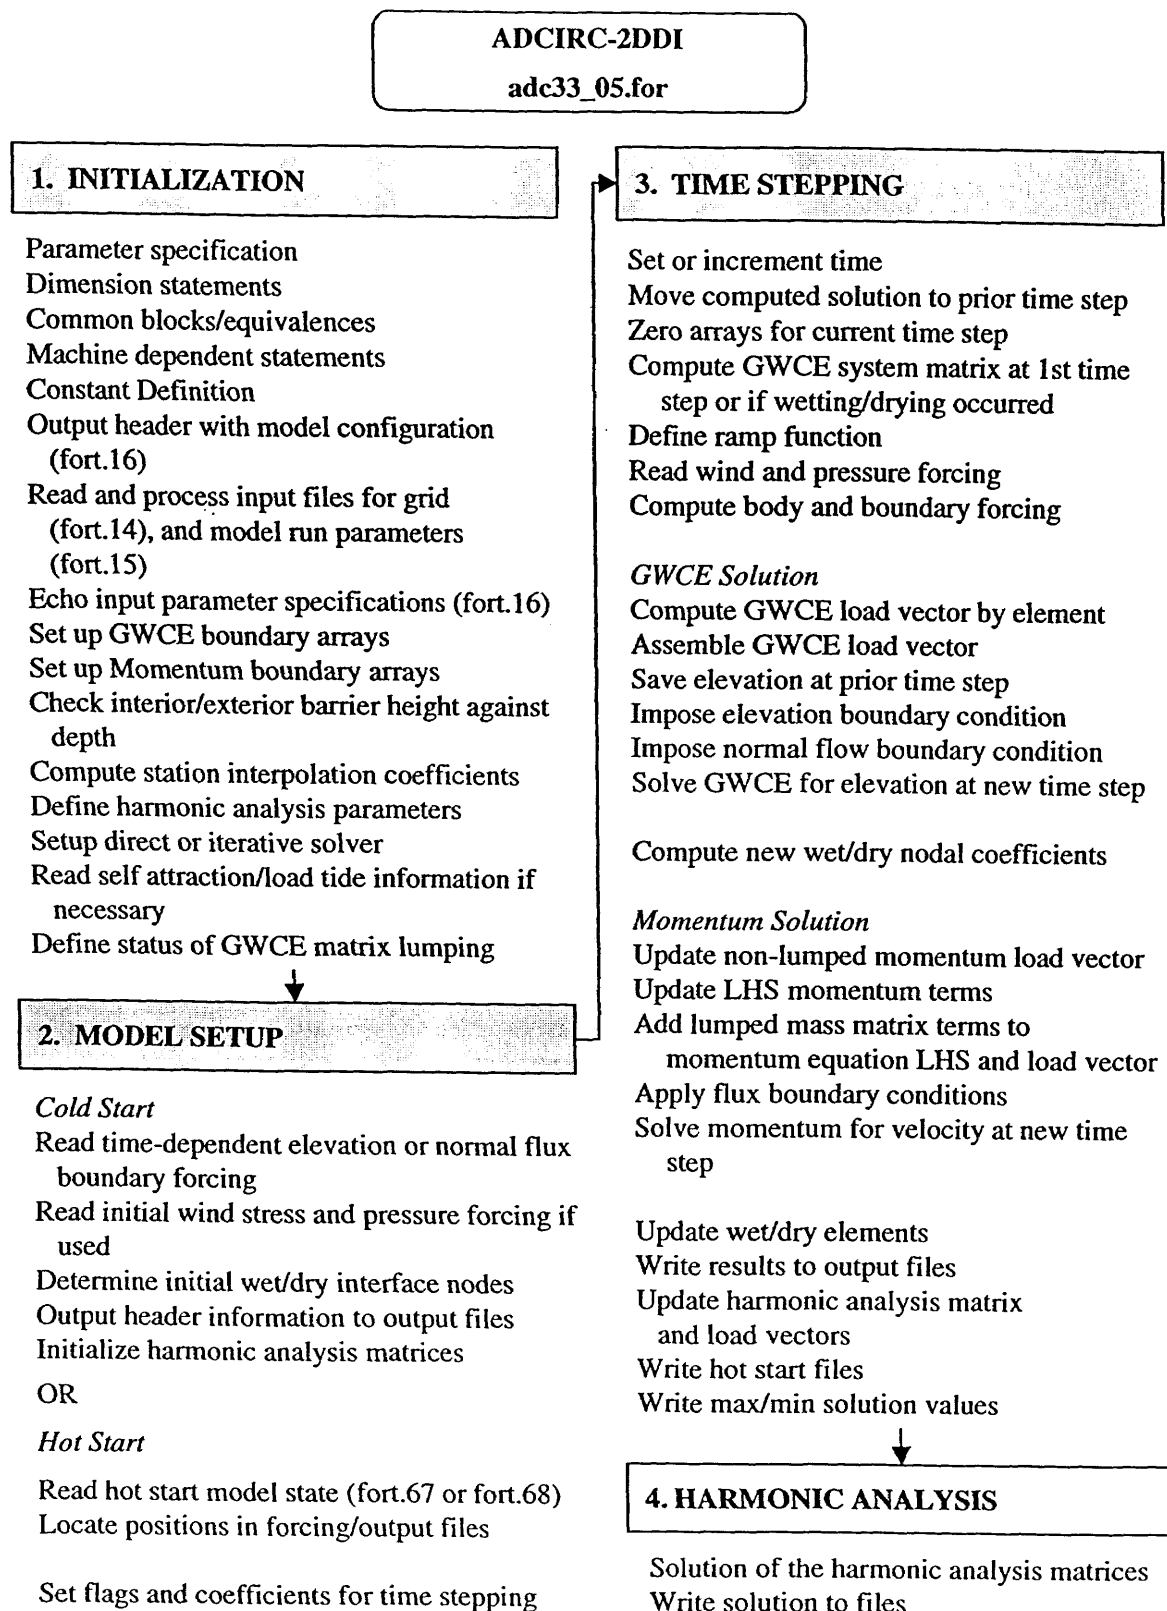 ADCIRC-2DDI
adc33_05.for
1. INITIALIZATION
Parameter specification
Dimension statements
Common blocks/equivalences
Machine dependent statements
Constant Definition
Output header with model configuration
(fort.16)
Read and process input files for grid
(fort.14), and model run parameters
(fort.15)
Echo input parameter specifications (fort.16)
Set up GWCE boundary arrays
Set up Momentum boundary arrays
Check interior/exterior barrier height against
depth
Compute station interpolation coefficients
Define harmonic analysis parameters
Setup direct or iterative solver
Read self attraction/load tide information if
necessary
Define status of GWCE matrix lumping
2. MODEL SETUP
Cold Start
Read time-dependent elevation or normal flux
boundary forcing
Read initial wind stress and pressure forcing if
used
Determine initial wet/dry interface nodes
Output header information to output files
Initialize harmonic analysis matrices
OR
Hot Start
Read hot start model state (fort.67 or fort.68)
Locate positions in forcing/output files
Set flags and coefficients for time stepping
3. TIME STEPPING
Set or increment time
Move computed solution to prior time step
Zero arrays for current time step
Compute GWCE system matrix at 1st time
step or if wetting/drying occurred
Define ramp function
Read wind and pressure forcing
Compute body and boundary forcing
GWCE Solution
Compute GWCE load vector by element
Assemble GWCE load vector
Save elevation at prior time step
Impose elevation boundary condition
Impose normal flow boundary condition
Solve GWCE for elevation at new time step
Compute new wet/dry nodal coefficients
Momentum Solution
Update non-lumped momentum load vector
Update LHS momentum terms
Add lumped mass matrix terms to
momentum equation LHS and load vector
Apply flux boundary conditions
Solve momentum for velocity at new time
step
Update wet/dry elements
Write results to output files
Update harmonic analysis matrix
and load vectors
Write hot start files
Write max/min solution values
4. HARMONIC ANALYSIS
Solution of the harmonic analysis matrices
Write solution to files